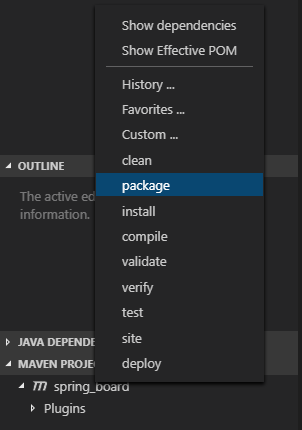 Show dependencies
Show Effective POM
History ...
Favorites ...
Custom ...
clean
package
install
compile
validate
verify
test
site
deploy
OUTLINE
The active ed
information.
JAVA DEPENDE
MAVEN PROJEC
spring_board
Plugins